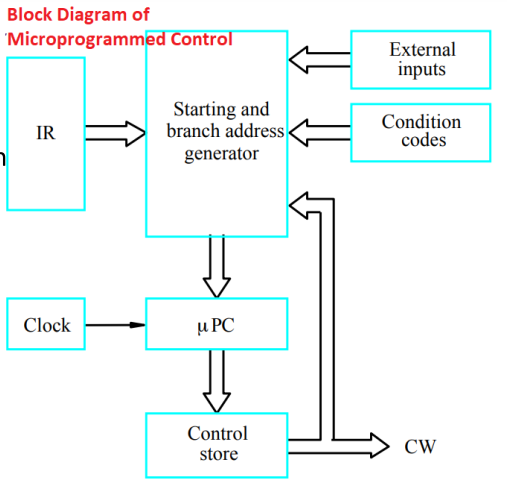 Block Diagram of
'Microprogrammed Control
External
inputs
Starting and
branch address
generator
IR
Condition
codes
Clock
μ PC
Control
store
CW